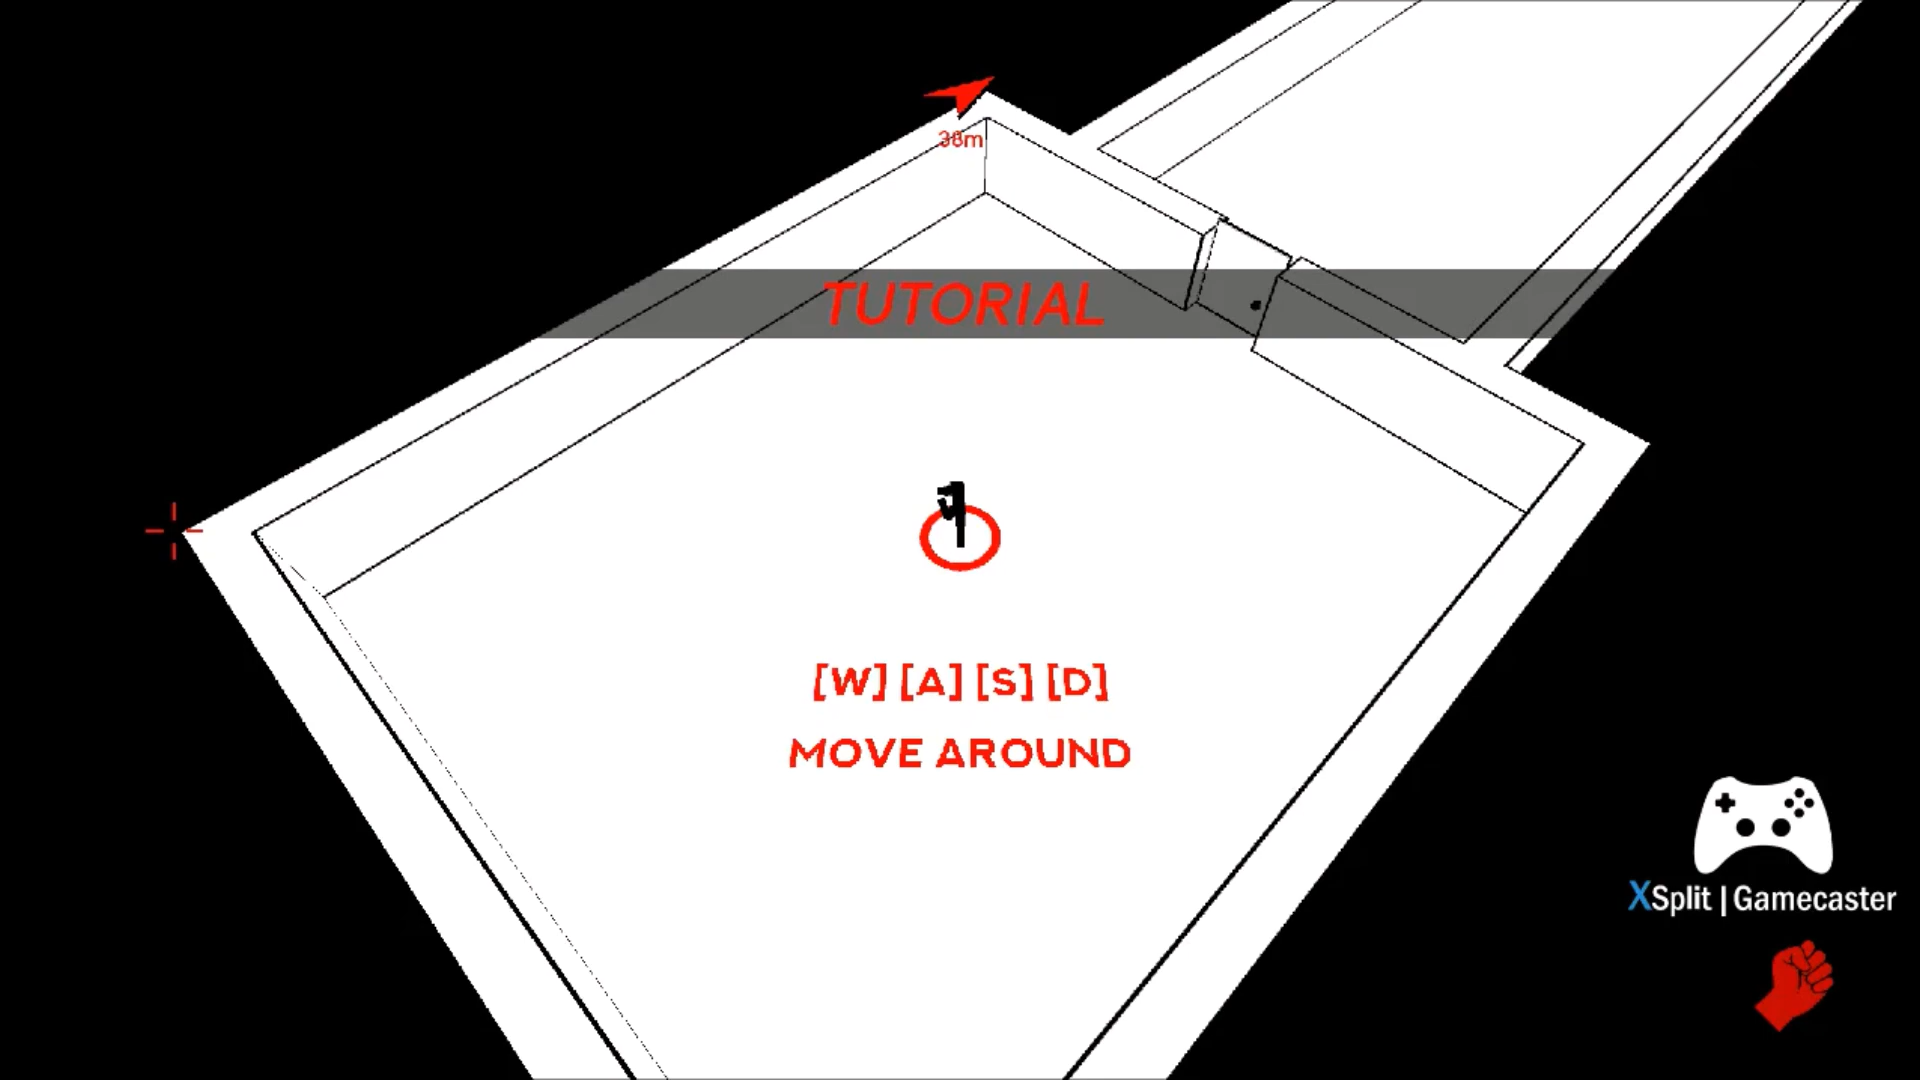 38m
TUTORIAL
[W] [A] [S] [D]
MOVE AROUND
XSplit | Gamecaster